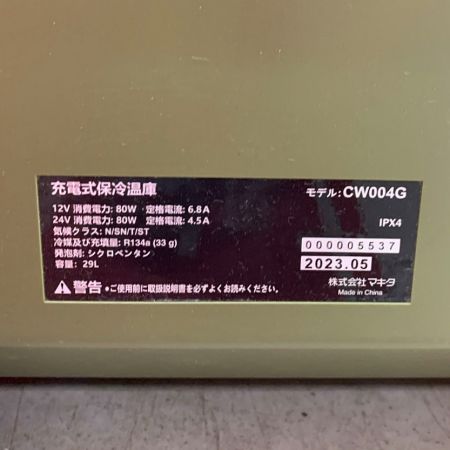 充電式保冷温庫
モデル: CW004G
12V 消費電力: 80W 定格電流: 6.8A
24V 消費電力: 80W 定格電流: 4.5A
気候クラス: N/SN/T/ST
IPX4
冷媒及び充填量: R134a (33 g)
000005537
発泡剤: シクロペンタン
容量: 29L
2023.05
警告 •ご使用前に取扱説明書を必ずよくお読みください。
株式会社 マキタ
Made in China